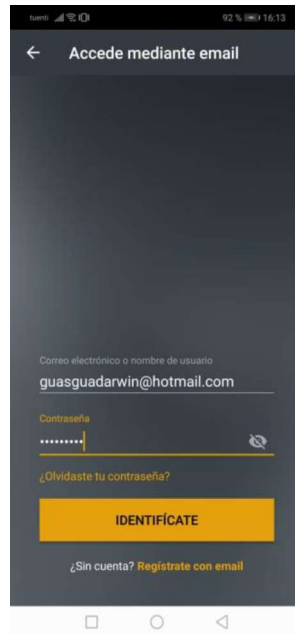 tuenti 92 % 16:13
Accede mediante email
Correo electrónico o nombre de usuario
guasguadarwin@hotmail.com
Contraseña
•••••••••
¿Olvidaste tu contraseña?
IDENTIFÍCATE
¿Sin cuenta? Regístrate con email